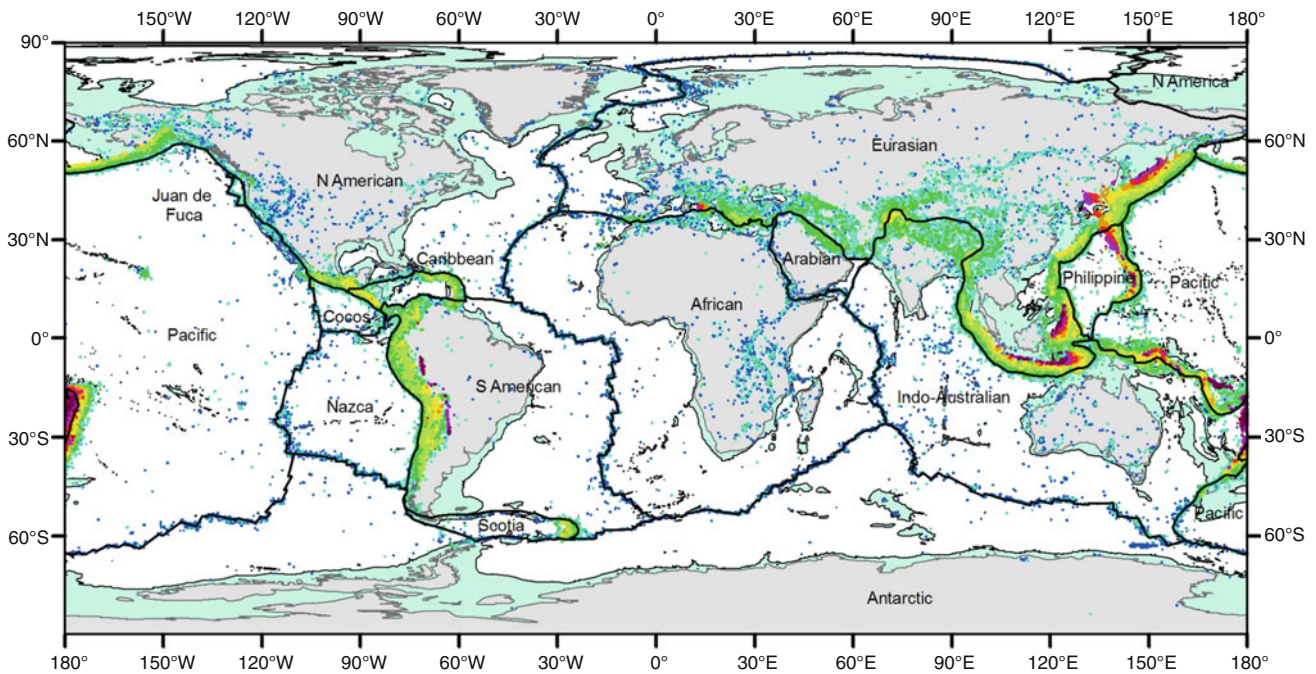 150°W 120°W 90°W 60°W 30°W 0° 30°E 60°E 90°E 120°E 150°E 180°
90°
N America
60°N 60°N
Eurasian
N American
Juan de
Fuca
30°N 30°N
Caribbean
Arabian
Philippine
Pacific
African
Cocos
Pacific
0° 0°
S American
Nazca
Indo-Australian
30°S 30°S
Pacific
Scotia
60°S 60°S
Antarctic
180° 150°W 120°W 90°W 60°W 30°W 0° 30°E 60°E 90°E 120°E 150°E 180°